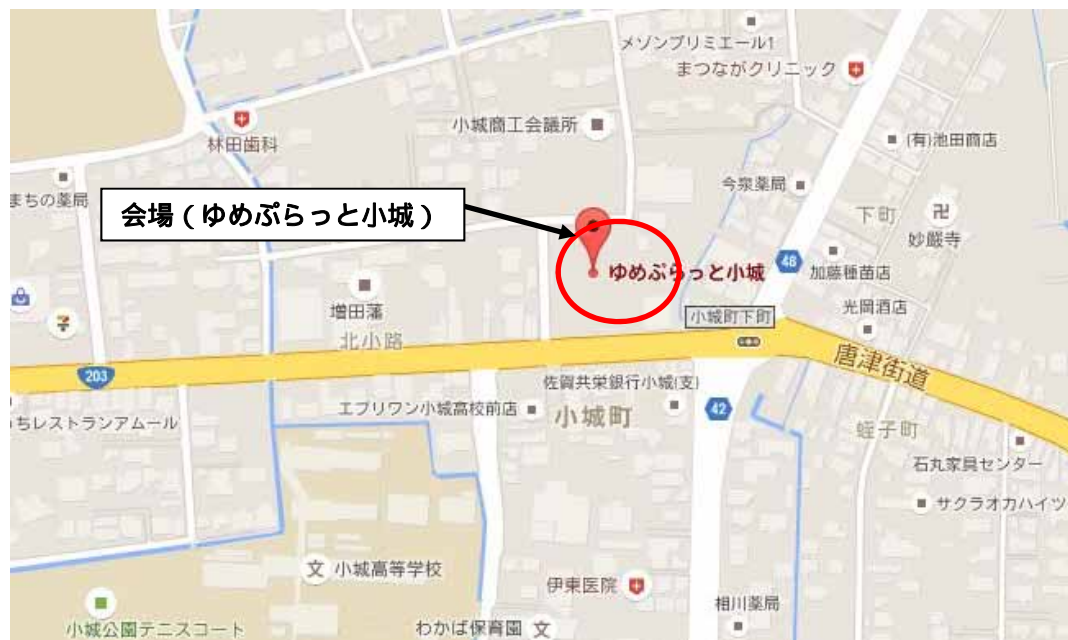 メゾンプリミエール1
まつながクリニック
小城商工会議所
林田歯科
(有)池田商店
まちの薬局
今泉薬局
会場(ゆめぷらっと小城)
下町
卍
妙厳寺
ゆめぷらっと小城
48
加藤種苗店
増田藩
光岡酒店
小城町下町
北小路
203
唐津街道
佐賀共栄銀行小城(支)
エブリワン小城高校前店
42
小城町
ちレストランアムール
蛭子町
石丸家具センター
サクラオカハイツ
文 小城高等学校
伊東医院
相川薬局
小城公園テニスコート
わかば保育園 文